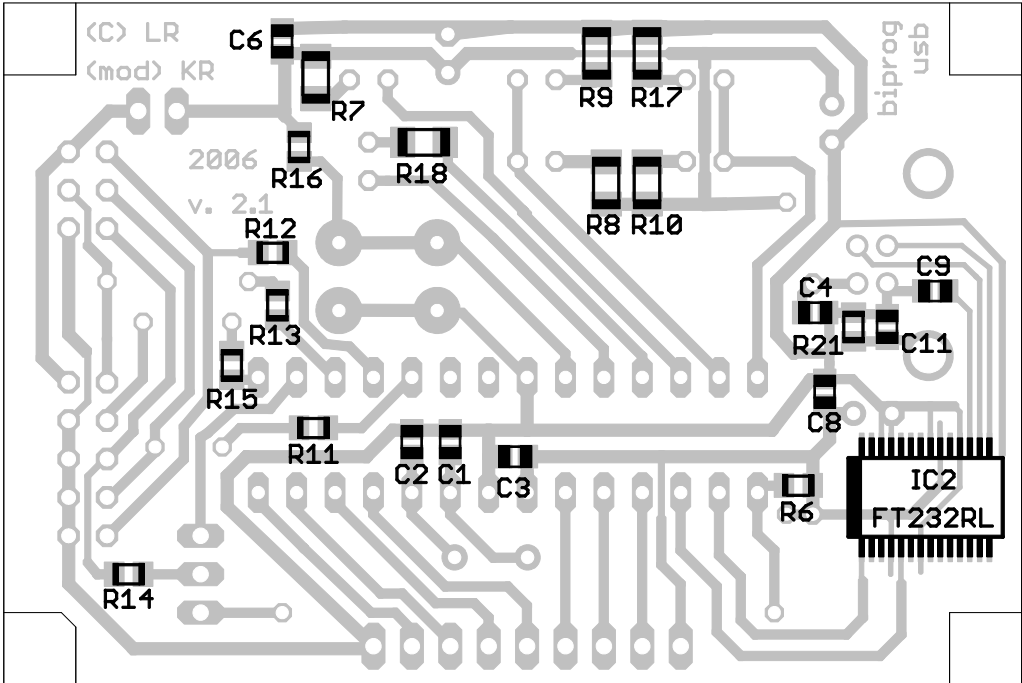 (C) LR
C6
biprog
usb
(mod) KR
R7
R9
R17
2006
R16
R18
v. 2.1
R12
R8
R10
C9
C4
R13
R21
C11
R15
C8
R11
C2
C1
C3
IC2
R6
FT232RL
R14